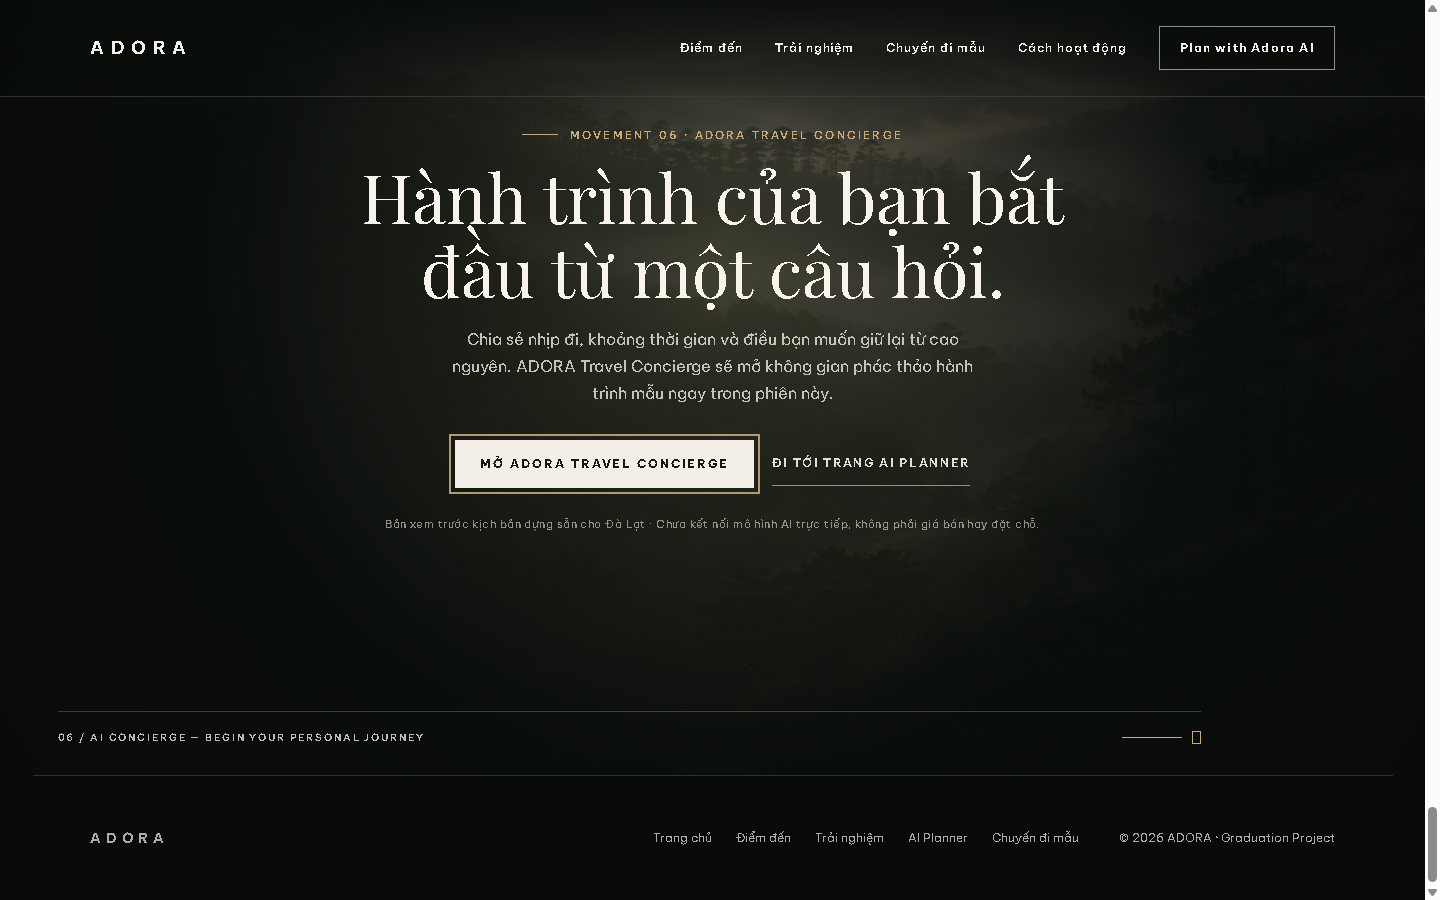 ADORA
Điểm đến
Trải nghiệm
Chuyến đi mẫu
Cách hoạt động
Plan with Adora AI
MOVEMENT 06 · ADORA TRAVEL CONCIERGE
Hành trình của bạn bắt
đầu từ một câu hỏi.
Chia sẻ nhịp đi, khoảng thời gian và điều bạn muốn giữ lại từ cao
nguyên. ADORA Travel Concierge sẽ mở không gian phác thảo hành
trình mẫu ngay trong phiên này.
MỞ ADORA TRAVEL CONCIERGE
ĐI TỚI TRANG AI PLANNER
Bản xem trước kịch bản dựng sẵn cho Đà Lạt · Chưa kết nối mô hình AI trực tiếp, không phải giá bán hay đặt chỗ.
06 / AI CONCIERGE — BEGIN YOUR PERSONAL JOURNEY
ADORA
Trang chủ
Điểm đến
Trải nghiệm
AI Planner
Chuyến đi mẫu
© 2026 ADORA · Graduation Project